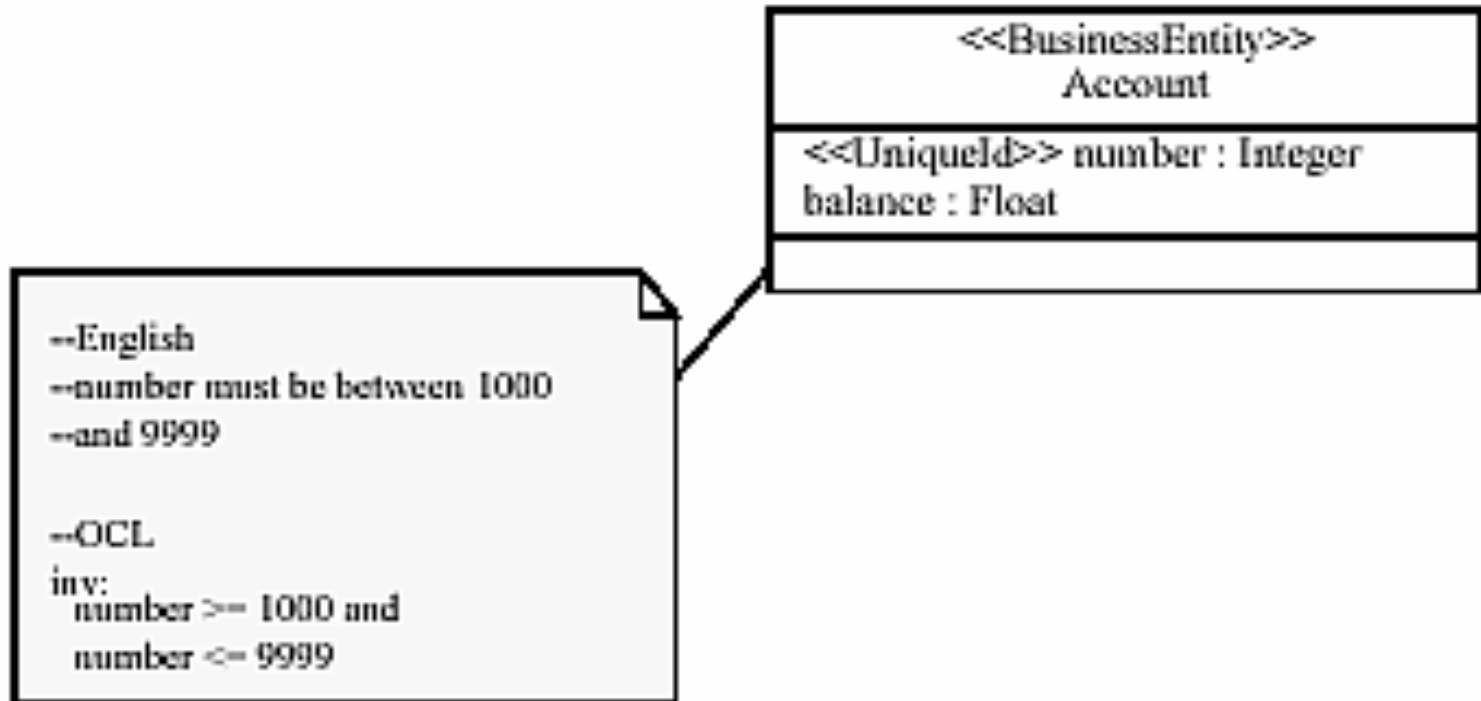 <<BusinessEntity>>
Account
<<UniqueId>> number : Integer
balance : Float
--English
--number must be between 1000
--and 9999
--OCL
inv:
number >= 1000 and
number <= 9999